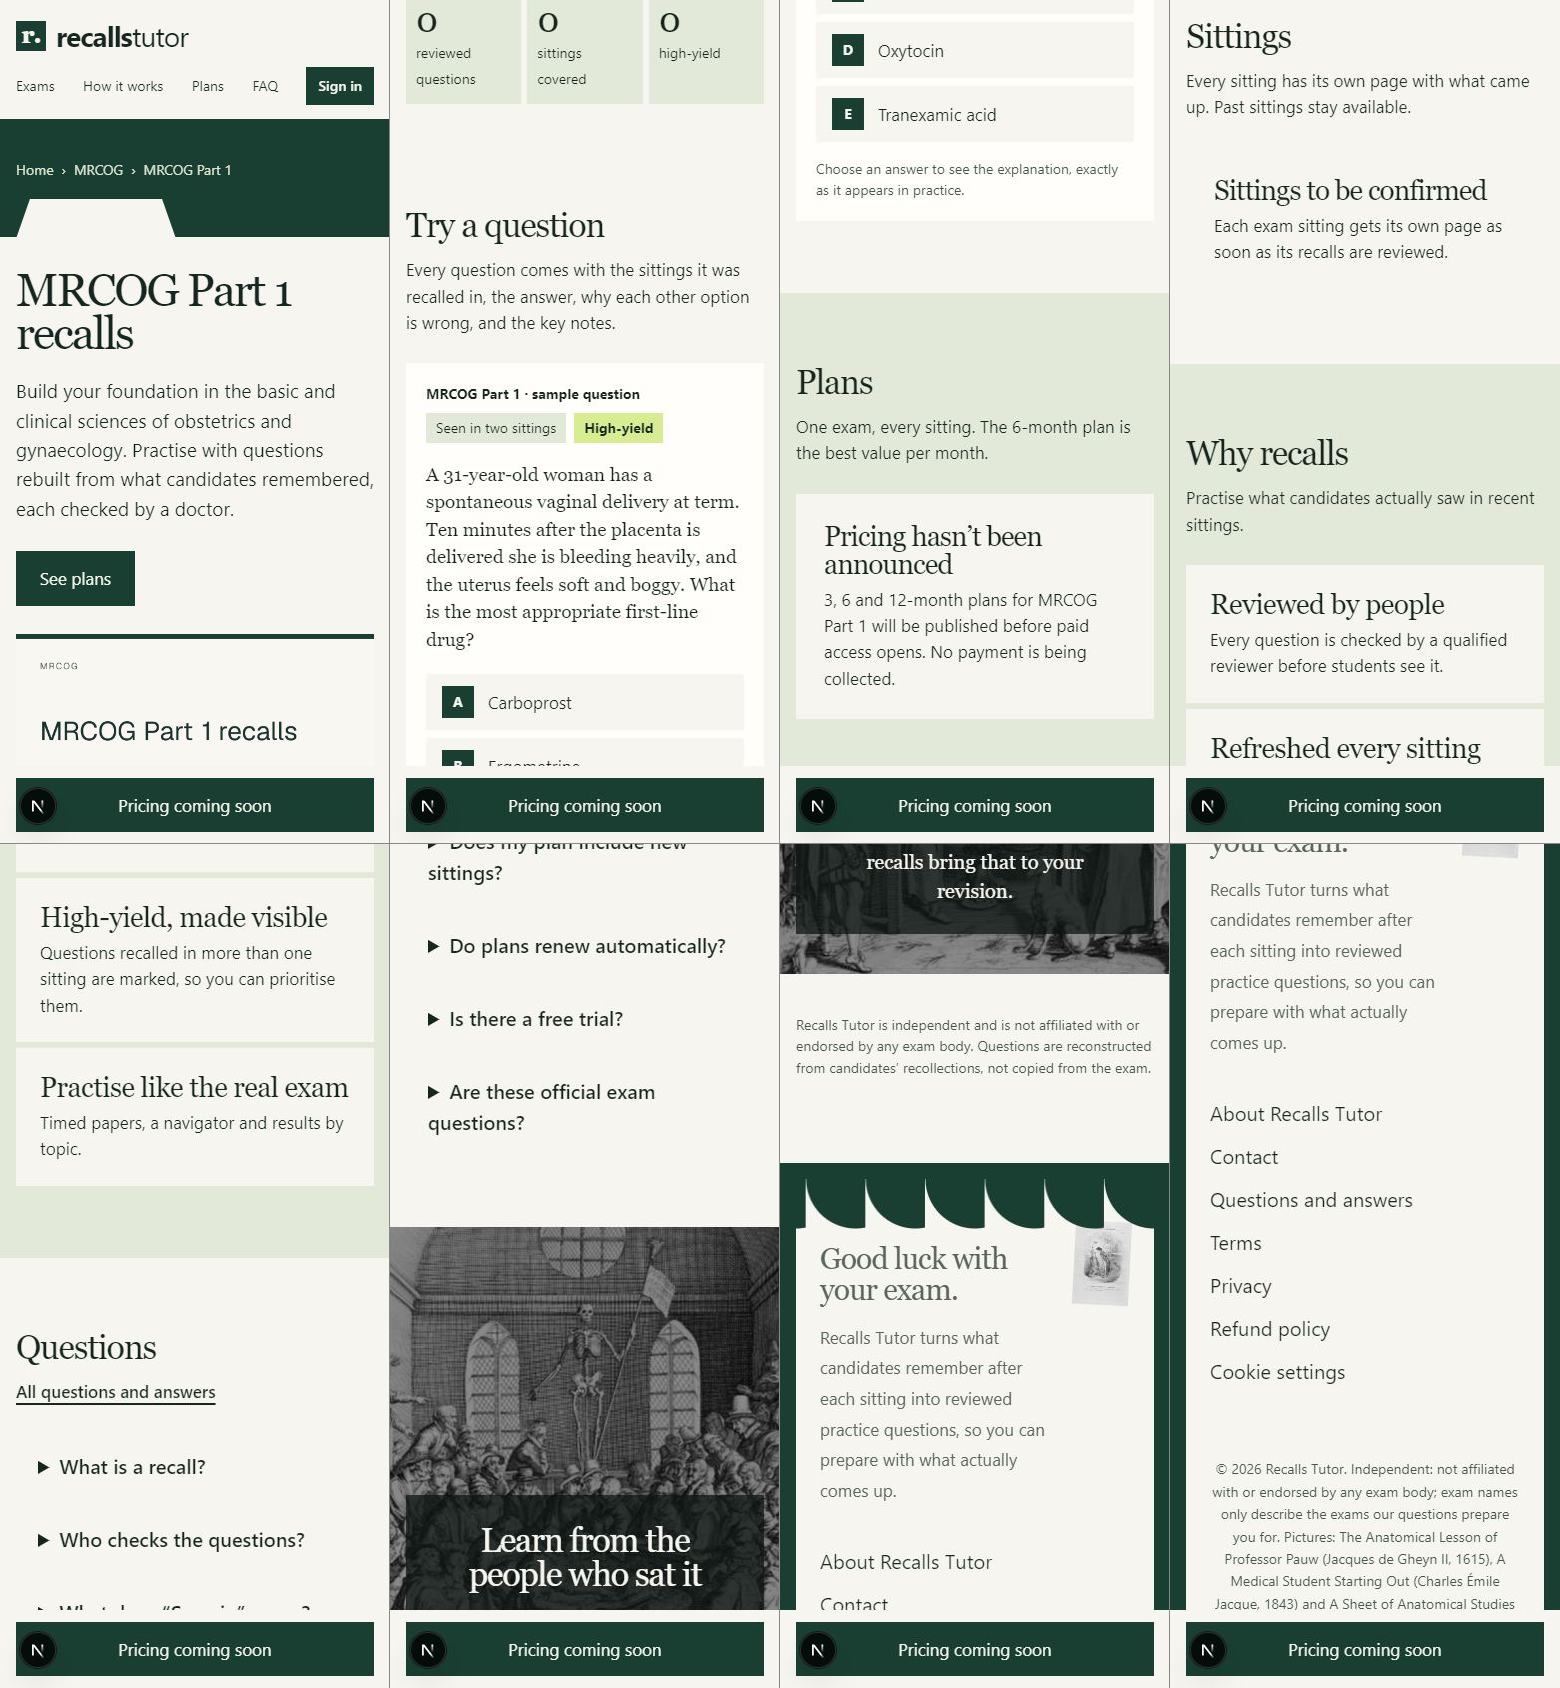 r. recallstutor
Exams How it works Plans FAQ Sign in
Home › MRCOG › MRCOG Part 1
MRCOG Part 1
recalls
Build your foundation in the basic and
clinical sciences of obstetrics and
gynaecology. Practise with questions
rebuilt from what candidates remembered,
each checked by a doctor.
See plans
MRCOG
MRCOG Part 1 recalls
N Pricing coming soon
0 0 0
reviewed questions
sittings covered
high-yield
Try a question
Every question comes with the sittings it was
recalled in, the answer, why each other option
is wrong, and the key notes.
MRCOG Part 1 · sample question
Seen in two sittings High-yield
A 31-year-old woman has a
spontaneous vaginal delivery at term.
Ten minutes after the placenta is
delivered she is bleeding heavily, and
the uterus feels soft and boggy. What
is the most appropriate first-line
drug?
A Carboprost
B Ergometrine
N Pricing coming soon
D Oxytocin
E Tranexamic acid
Choose an answer to see the explanation, exactly
as it appears in practice.
Plans
One exam, every sitting. The 6-month plan is
the best value per month.
Pricing hasn’t been
announced
3, 6 and 12-month plans for MRCOG
Part 1 will be published before paid
access opens. No payment is being
collected.
N Pricing coming soon
Sittings
Every sitting has its own page with what came
up. Past sittings stay available.
Sittings to be confirmed
Each exam sitting gets its own page as
soon as its recalls are reviewed.
Why recalls
Practise what candidates actually saw in recent
sittings.
Reviewed by people
Every question is checked by a qualified
reviewer before students see it.
Refreshed every sitting
N Pricing coming soon
High-yield, made visible
Questions recalled in more than one
sitting are marked, so you can prioritise
them.
Practise like the real exam
Timed papers, a navigator and results by
topic.
Questions
All questions and answers
What is a recall?
Who checks the questions?
N Pricing coming soon
Does my plan include new
sittings?
Do plans renew automatically?
Is there a free trial?
Are these official exam
questions?
Learn from the
people who sat it
N Pricing coming soon
recalls bring that to your
revision.
Recalls Tutor is independent and is not affiliated with or
endorsed by any exam body. Questions are reconstructed
from candidates’ recollections, not copied from the exam.
Good luck with
your exam.
Recalls Tutor turns what
candidates remember after
each sitting into reviewed
practice questions, so you can
prepare with what actually
comes up.
About Recalls Tutor
Contact
N Pricing coming soon
your exam.
Recalls Tutor turns what
candidates remember after
each sitting into reviewed
practice questions, so you can
prepare with what actually
comes up.
About Recalls Tutor
Contact
Questions and answers
Terms
Privacy
Refund policy
Cookie settings
© 2026 Recalls Tutor. Independent: not affiliated
with or endorsed by any exam body; exam names
only describe the exams our questions prepare
you for. Pictures: The Anatomical Lesson of
Professor Pauw (Jacques de Gheyn II, 1615), A
Medical Student Starting Out (Charles Émile
Jacque, 1843) and A Sheet of Anatomical Studies
N Pricing coming soon